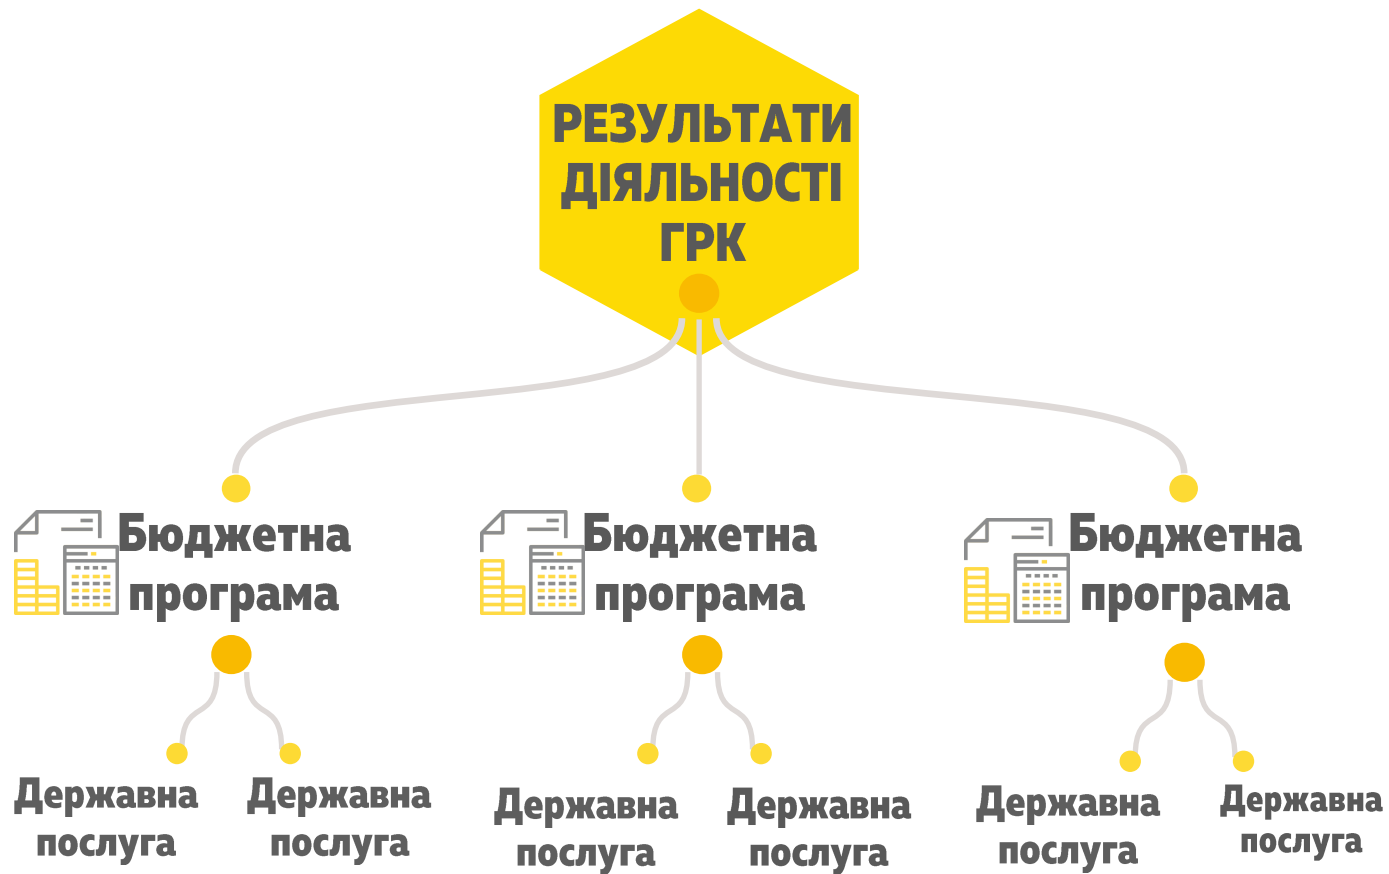 РЕЗУЛЬТАТИ
ДІЯЛЬНОСТІ
ГРК
Бюджетна
програма
Бюджетна
програма
Бюджетна
програма
Державна
послуга
Державна
послуга
Державна
послуга
Державна
послуга
Державна
послуга
Державна
послуга